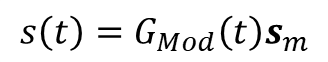 s(t) = G_Mod(t)s_m